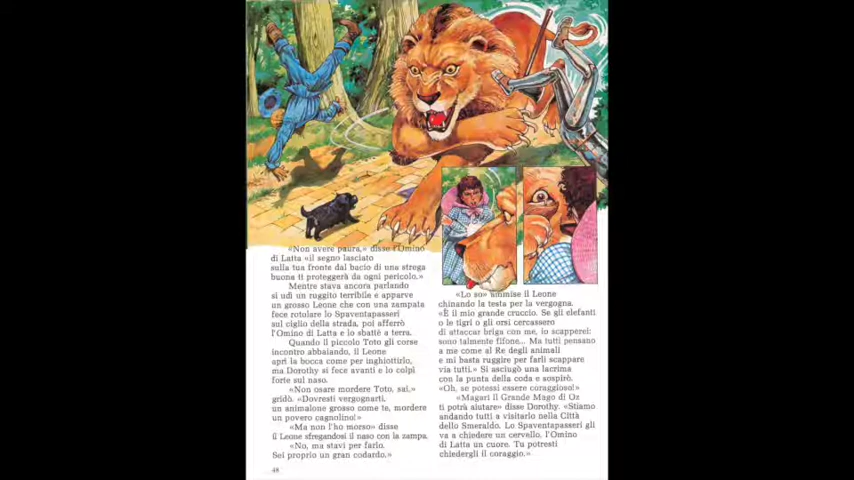 «Non avere paura,» disse l'Omino
di Latta «il segno lasciato
sulla tua fronte dal bacio di una strega
buona ti proteggerà da ogni pericolo.»
Mentre stava ancora parlando
si udì un ruggito terribile e apparve
un grosso Leone che con una zampata
fece rotolare lo Spaventapasseri
sul ciglio della strada, poi afferrò
l'Omino di Latta e lo sbattè a terra.
Quando il piccolo Toto gli corse
incontro abbaiando, il Leone
aprì la bocca come per inghiottirlo,
ma Dorothy si fece avanti e lo colpì
forte sul naso.
«Non osare mordere Toto, sai,»
gridò. «Dovresti vergognarti,
un animalone grosso come te, mordere
un povero cagnolino!»
«Ma non l'ho morso» disse
il Leone sfregandosi il naso con la zampa.
«No, ma stavi per farlo.
Sei proprio un gran codardo.»
48
«Lo so» ammise il Leone
chinando la testa per la vergogna.
«È il mio grande cruccio. Se gli elefanti
o le tigri o gli orsi cercassero
di attaccar briga con me, io scapperei:
sono talmente fifone... Ma tutti pensano
a me come al Re degli animali
e mi basta ruggire per farli scappare
via tutti.» Si asciugò una lacrima
con la punta della coda e sospirò.
«Oh, se potessi essere coraggioso!»
«Magari il Grande Mago di Oz
ti potrà aiutare» disse Dorothy. «Stiamo
andando tutti a visitarlo nella Città
dello Smeraldo. Lo Spaventapasseri gli
va a chiedere un cervello, l'Omino
di Latta un cuore. Tu potresti
chiedergli il coraggio.»